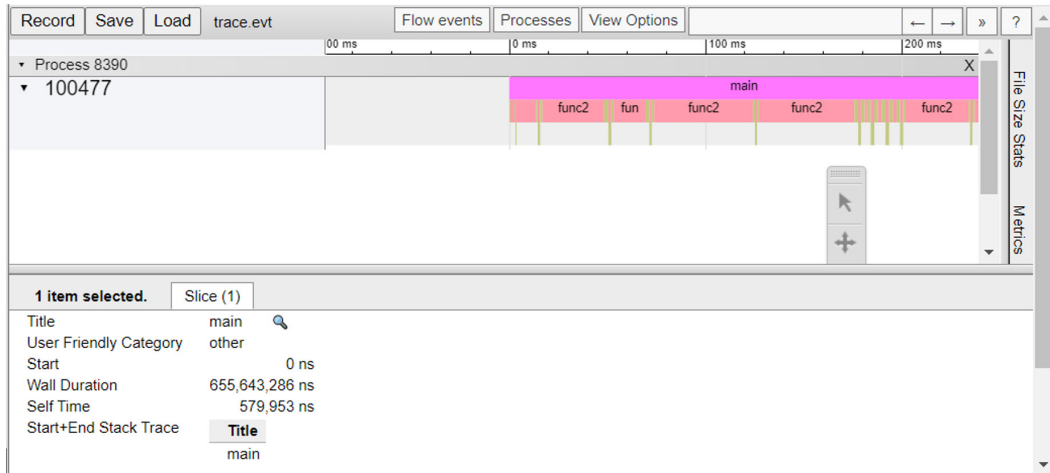 Record Save Load trace.evt Flow events Processes View Options ← → » ?
00 ms 0 ms 100 ms 200 ms
Process 8390 X
100477
main
func2 fun func2 func2 func2
File Size Stats
Metrics
1 item selected. Slice (1)
Title main
User Friendly Category other
Start 0 ns
Wall Duration 655,643,286 ns
Self Time 579,953 ns
Start+End Stack Trace Title
main